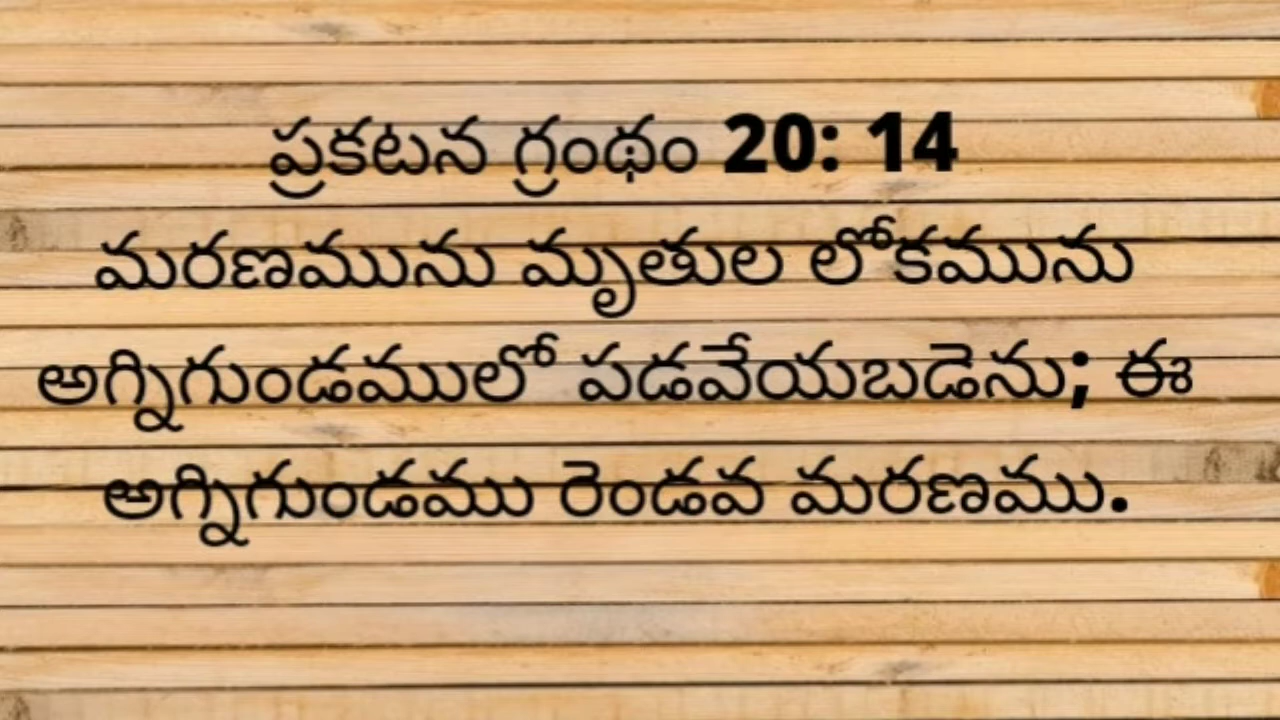 ప్రకటన గ్రంథం 20: 14
మరణమును మృతుల లోకమును
అగ్నిగుండములో పడవేయబడెను; ఈ
అగ్నిగుండము రెండవ మరణము.